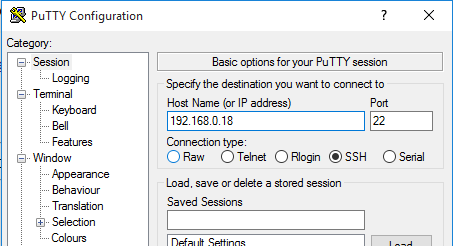 PuTTY Configuration
?
Category:
Session
Logging
Terminal
Keyboard
Bell
Features
Window
Appearance
Behaviour
Translation
Selection
Colours
Basic options for your PuTTY session
Specify the destination you want to connect to
Host Name (or IP address) Port
192.168.0.18 22
Connection type:
Raw Telnet Rlogin SSH Serial
Load, save or delete a stored session
Saved Sessions
Default Settings Load